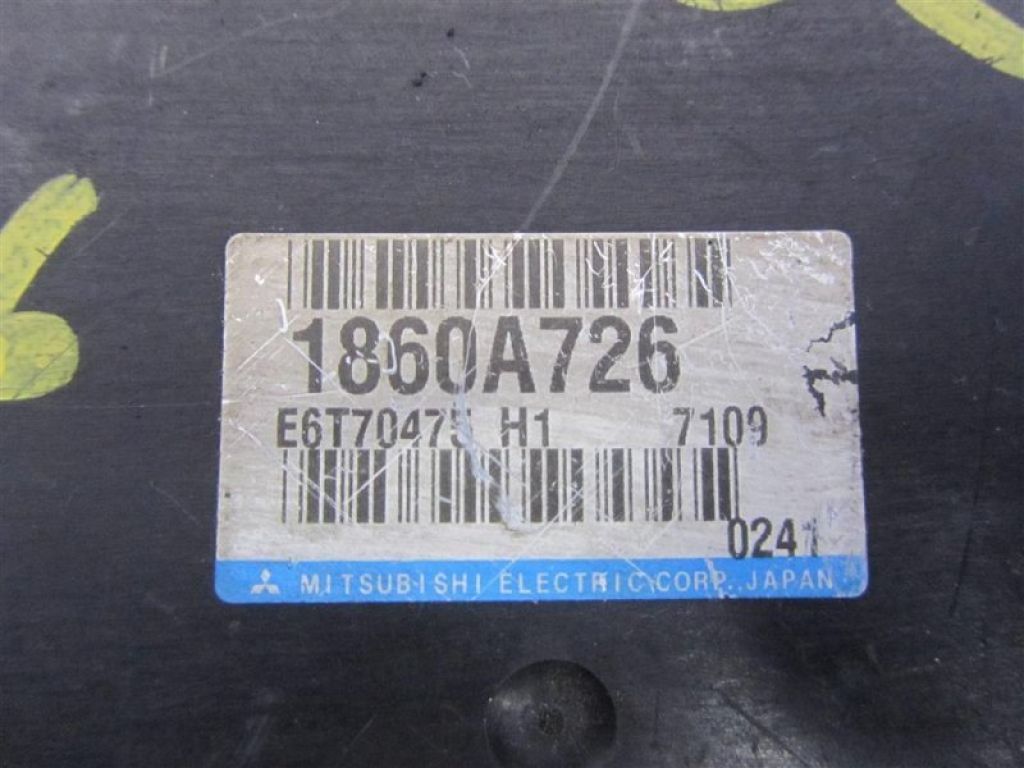 1860A726
E6T70475 H1 7109
0241
MITSUBISHI ELECTRIC CORP., JAPAN